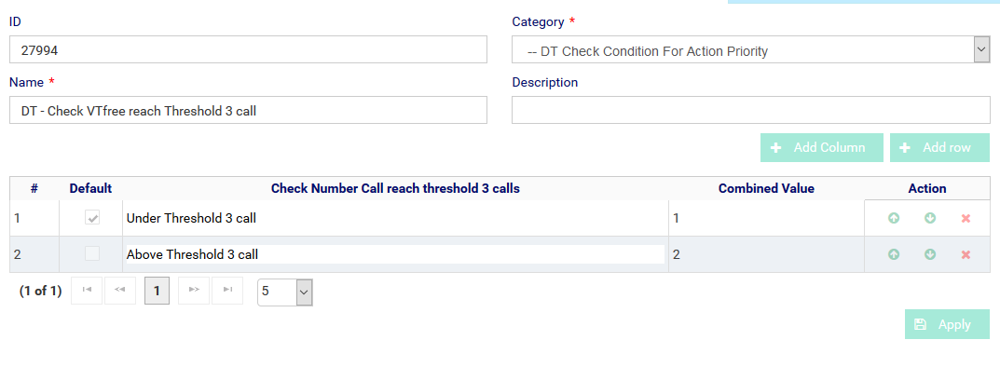 ID
Category *
27994
-- DT Check Condition For Action Priority
Name *
Description
DT - Check VTfree reach Threshold 3 call
Add Column
Add row
# Default Check Number Call reach threshold 3 calls Combined Value Action
1 Under Threshold 3 call 1
2 Above Threshold 3 call 2
(1 of 1) 1 5
Apply